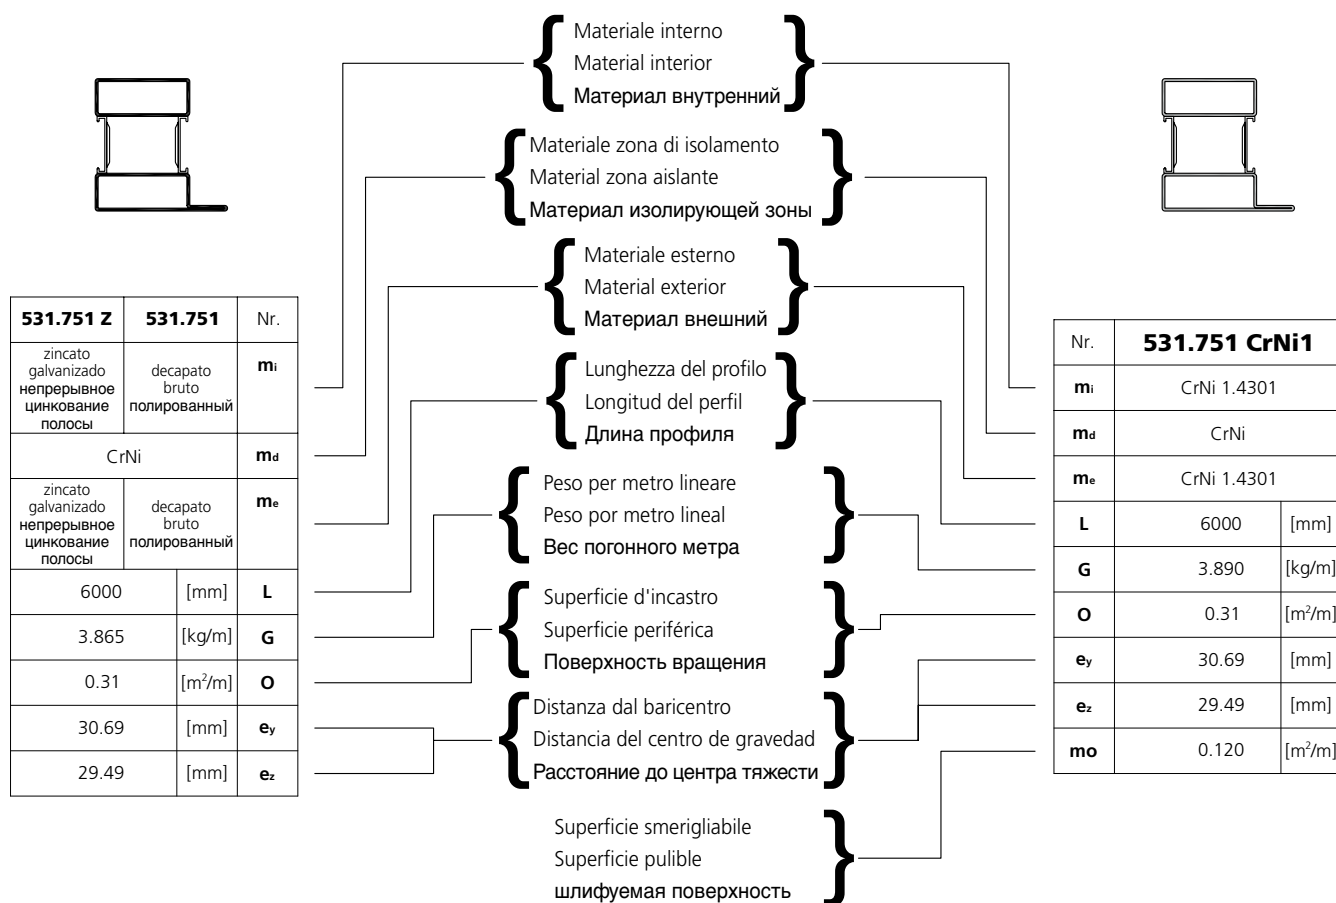 Materiale interno
Material interior
Материал внутренний
Materiale zona di isolamento
Material zona aislante
Материал изолирующей зоны
Materiale esterno
Material exterior
Материал внешний
Lunghezza del profilo
Longitud del perfil
Длина профиля
Peso per metro lineare
Peso por metro lineal
Вес погонного метра
Superficie d'incastro
Superficie periférica
Поверхность вращения
Distanza dal baricentro
Distancia del centro de gravedad
Расстояние до центра тяжести
Superficie smerigliabile
Superficie pulible
шлифуемая поверхность
531.751 Z 531.751 Nr.
zincato
galvanizado
непрерывное
цинкование
полосы
decapato
bruto
полированный
mi
CrNi md
zincato
galvanizado
непрерывное
цинкование
полосы
decapato
bruto
полированный
me
6000 [mm] L
3.865 [kg/m] G
0.31 [m²/m] O
30.69 [mm] ey
29.49 [mm] ez
Nr. 531.751 CrNi1
mi CrNi 1.4301
md CrNi
me CrNi 1.4301
L 6000 [mm]
G 3.890 [kg/m]
O 0.31 [m²/m]
ey 30.69 [mm]
ez 29.49 [mm]
mo 0.120 [m²/m]